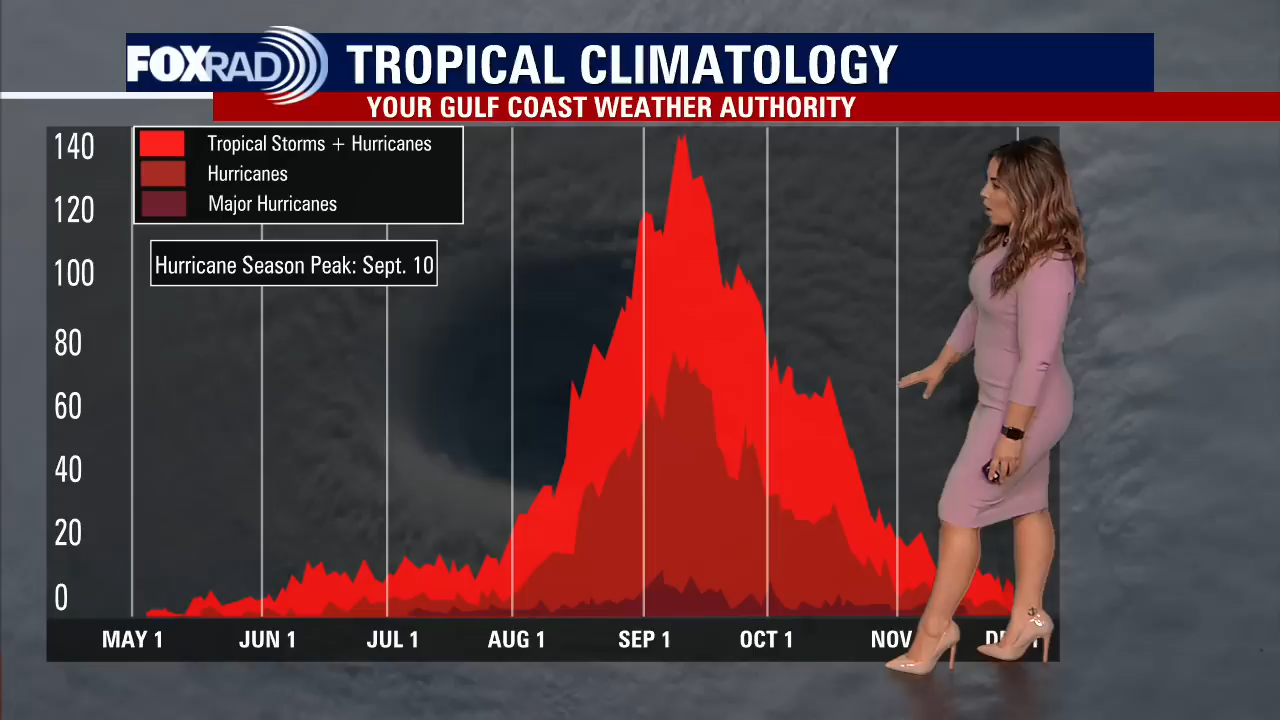 FOXRAD
TROPICAL CLIMATOLOGY
YOUR GULF COAST WEATHER AUTHORITY
Tropical Storms + Hurricanes
Hurricanes
Major Hurricanes
Hurricane Season Peak: Sept. 10
140
120
100
80
60
40
20
0
MAY 1 JUN 1 JUL 1 AUG 1 SEP 1 OCT 1 NOV